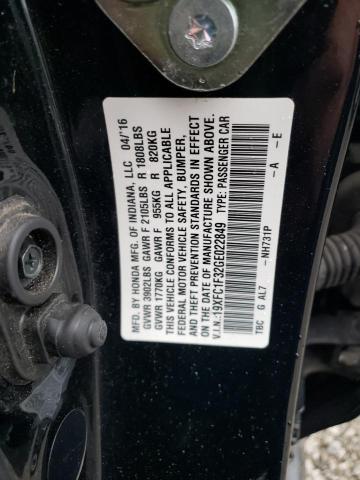 MFD. BY HONDA MFG. OF INDIANA, LLC 04/'16
GVWR 3902LBS GAWR F 2105LBS R 1808LBS
GVWR 1770KG GAWR F 955KG R 820KG
THIS VEHICLE CONFORMS TO ALL APPLICABLE
FEDERAL MOTOR VEHICLE SAFETY, BUMPER,
AND THEFT PREVENTION STANDARDS IN EFFECT
ON THE DATE OF MANUFACTURE SHOWN ABOVE.
V.I.N.:19XFC1F32GE022849 TYPE: PASSENGER CAR
TBC G AL7 -NH731P -A -E